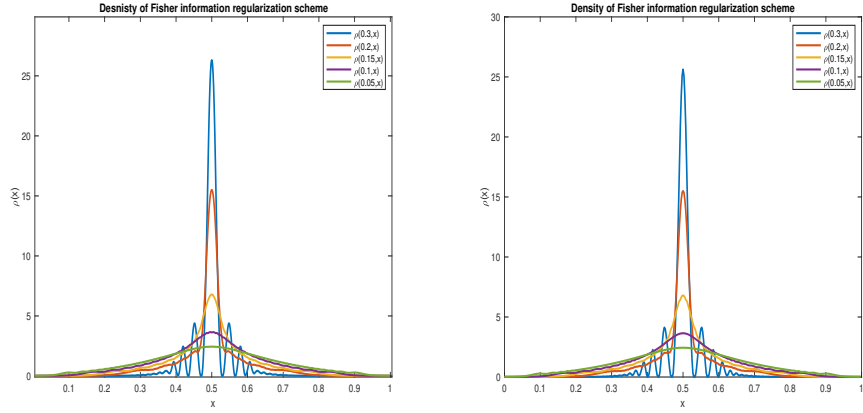 Desnisty of Fisher information regularization scheme
ρ(0.3,x)
ρ(0.2,x)
ρ(0.15,x)
ρ(0.1,x)
ρ(0.05,x)
25
20
15
10
5
0
ρ(x)
0.1 0.2 0.3 0.4 0.5 0.6 0.7 0.8 0.9 1
x
Density of Fisher information regularization scheme
ρ(0.3,x)
ρ(0.2,x)
ρ(0.15,x)
ρ(0.1,x)
ρ(0.05,x)
30
25
20
15
10
5
0
ρ(x)
0 0.1 0.2 0.3 0.4 0.5 0.6 0.7 0.8 0.9 1
x